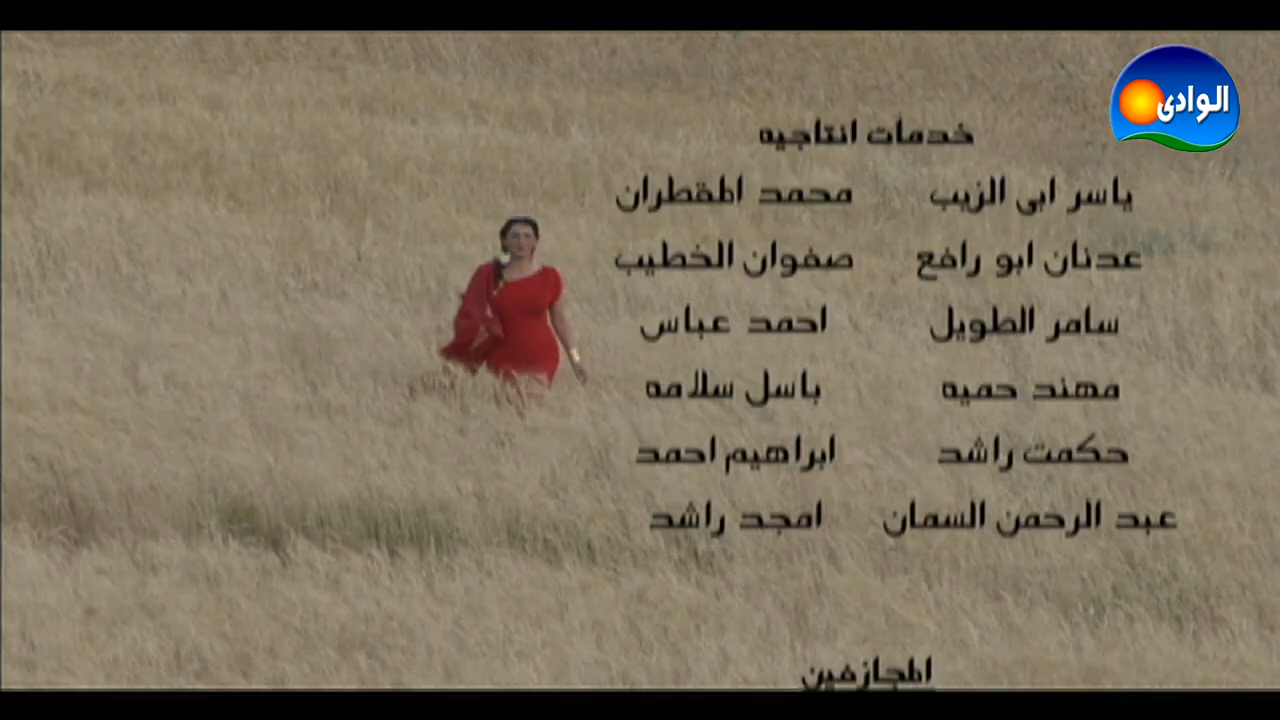 الوادى
خدمات انتاجيه
ياسر ابى الزيب محمد المقطران
عدنان ابو رافع صفوان الخطيب
سامر الطويل احمد عباس
مهند حميه باسل سلامه
حكمت راشد ابراهيم احمد
عبد الرحمن السمان امجد راشد
المجازفين